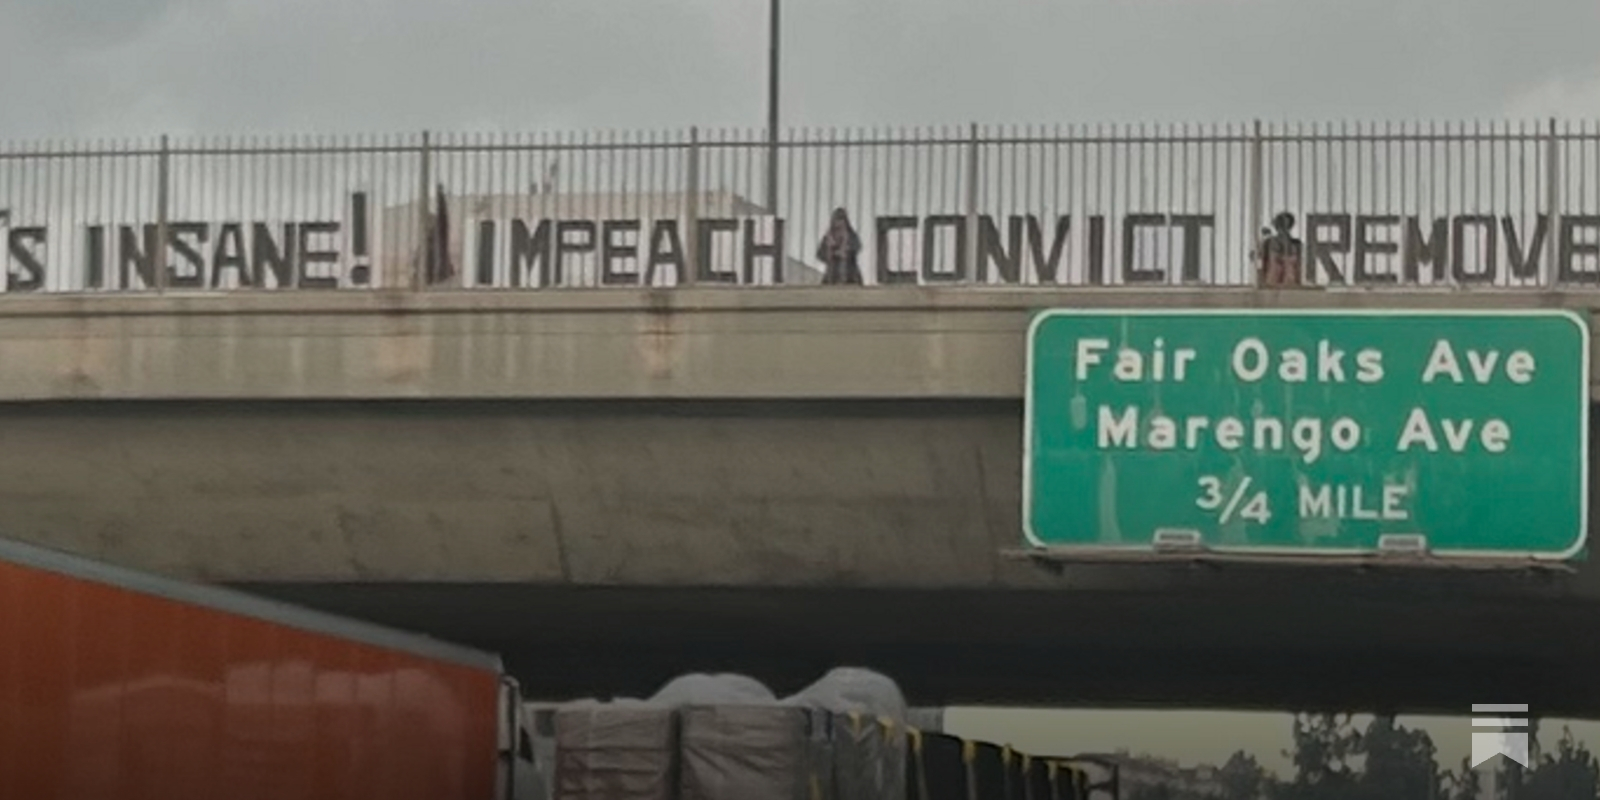 'S INSANE! IMPEACH CONVICT REMOVE
Fair Oaks Ave
Marengo Ave
3/4 MILE